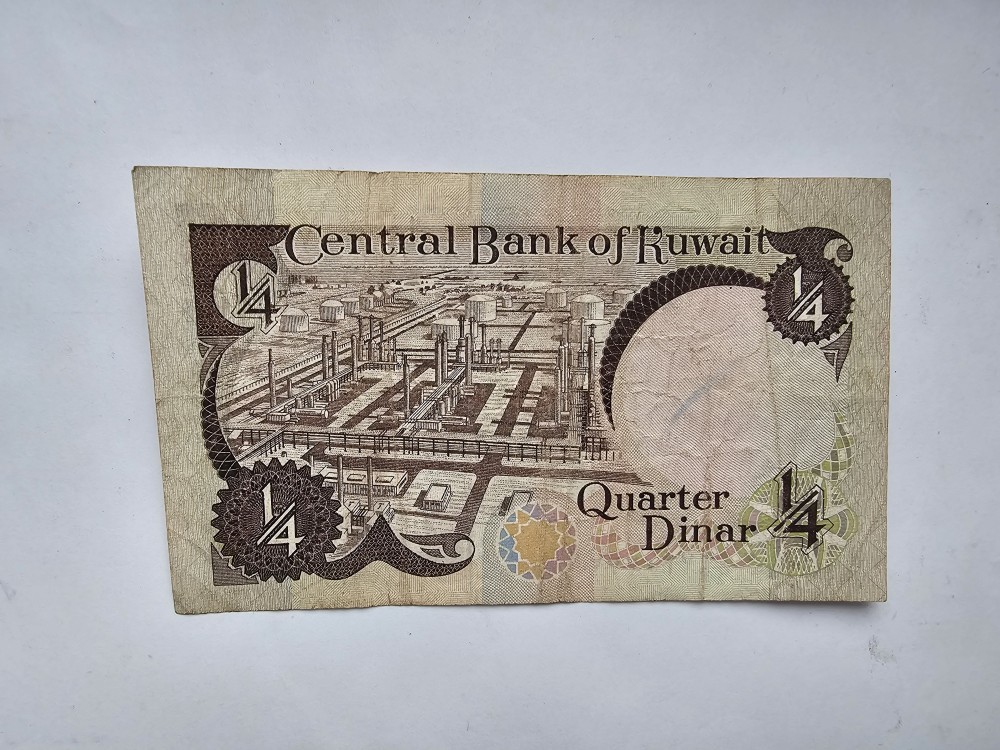 Central Bank of Kuwait
1/4
1/4
1/4
Quarter
Dinar
1/4